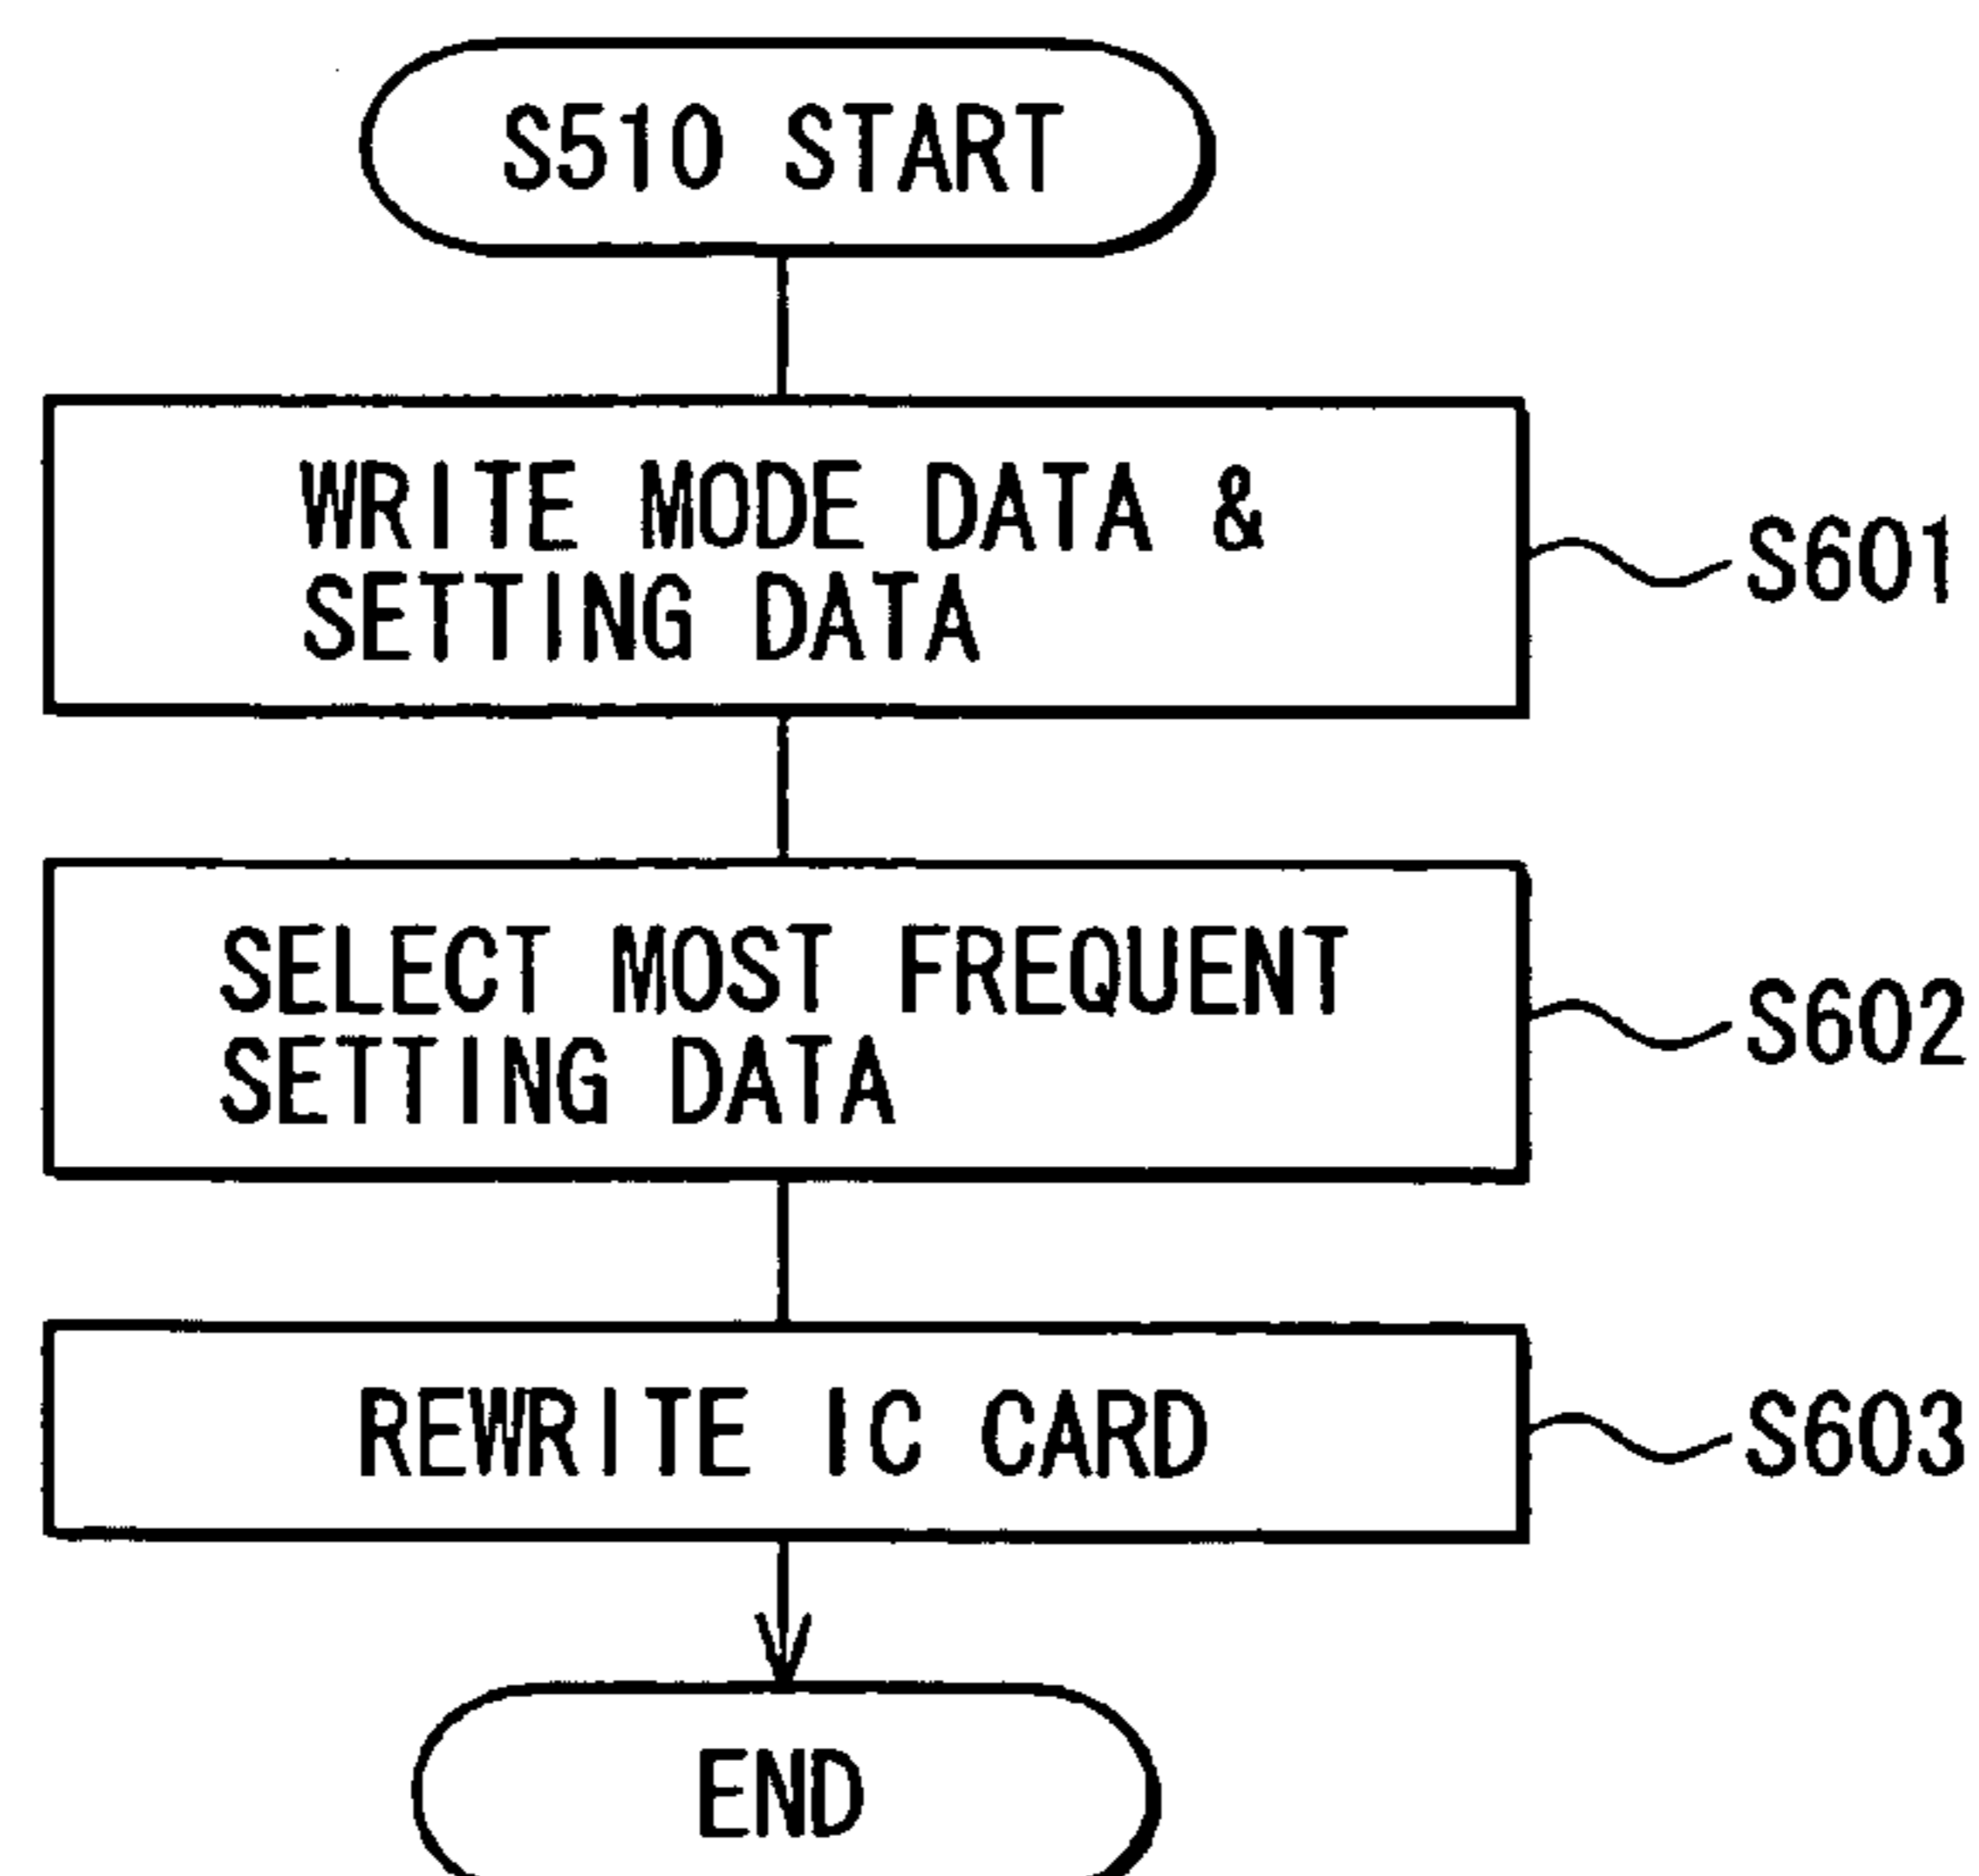 S510 START
WRITE MODE DATA &
SETTING DATA
S601
SELECT MOST FREQUENT
SETTING DATA
S602
REWRITE IC CARD
S603
END